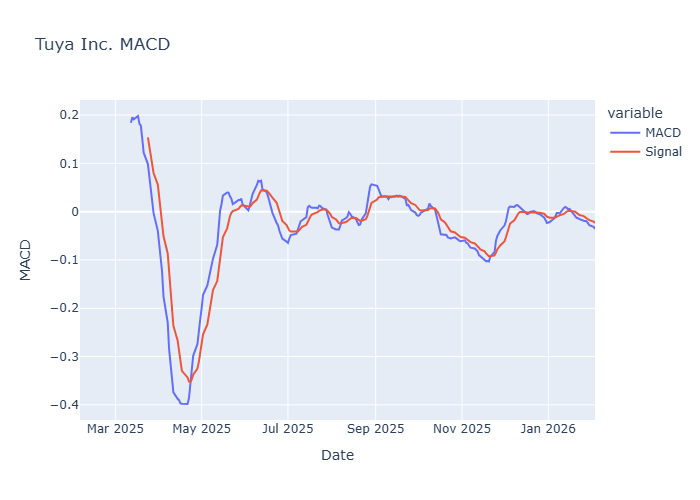 Tuya Inc. MACD
variable
MACD
Signal
0.2
0.1
0
−0.1
−0.2
−0.3
−0.4
MACD
Mar 2025
May 2025
Jul 2025
Sep 2025
Nov 2025
Jan 2026
Date